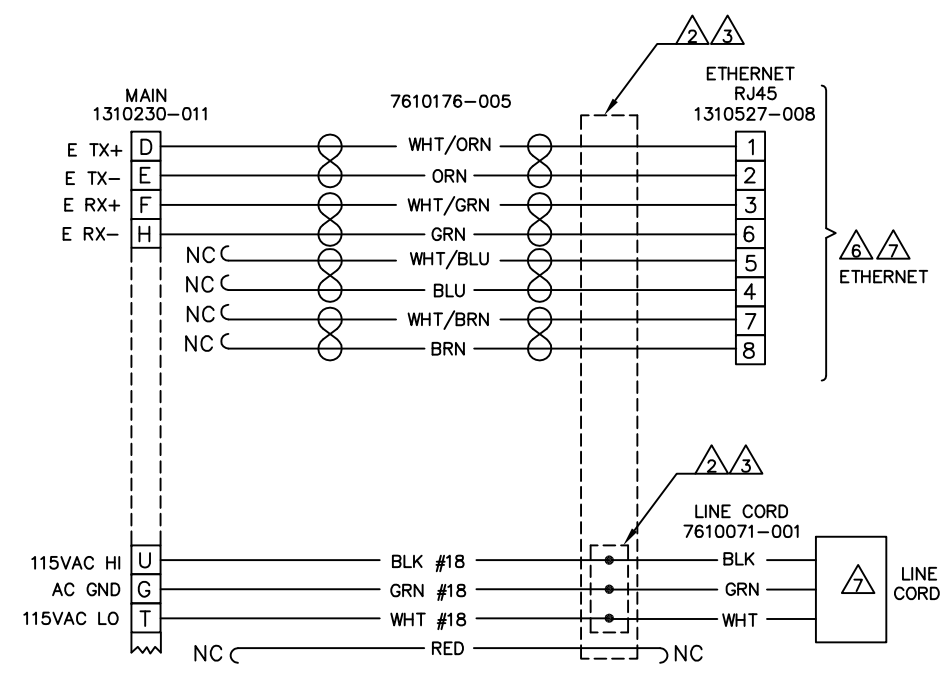 2 3
ETHERNET
RJ45
1310527-008
MAIN
1310230-011
7610176-005
E TX+ D WHT/ORN 1
E TX- E ORN 2
E RX+ F WHT/GRN 3
E RX- H GRN 6
NC WHT/BLU 5
NC BLU 4
NC WHT/BRN 7
NC BRN 8
6 7
ETHERNET
2 3
LINE CORD
7610071-001
115VAC HI U BLK #18 BLK
AC GND G GRN #18 GRN
115VAC LO T WHT #18 WHT
7
LINE
CORD
NC RED NC